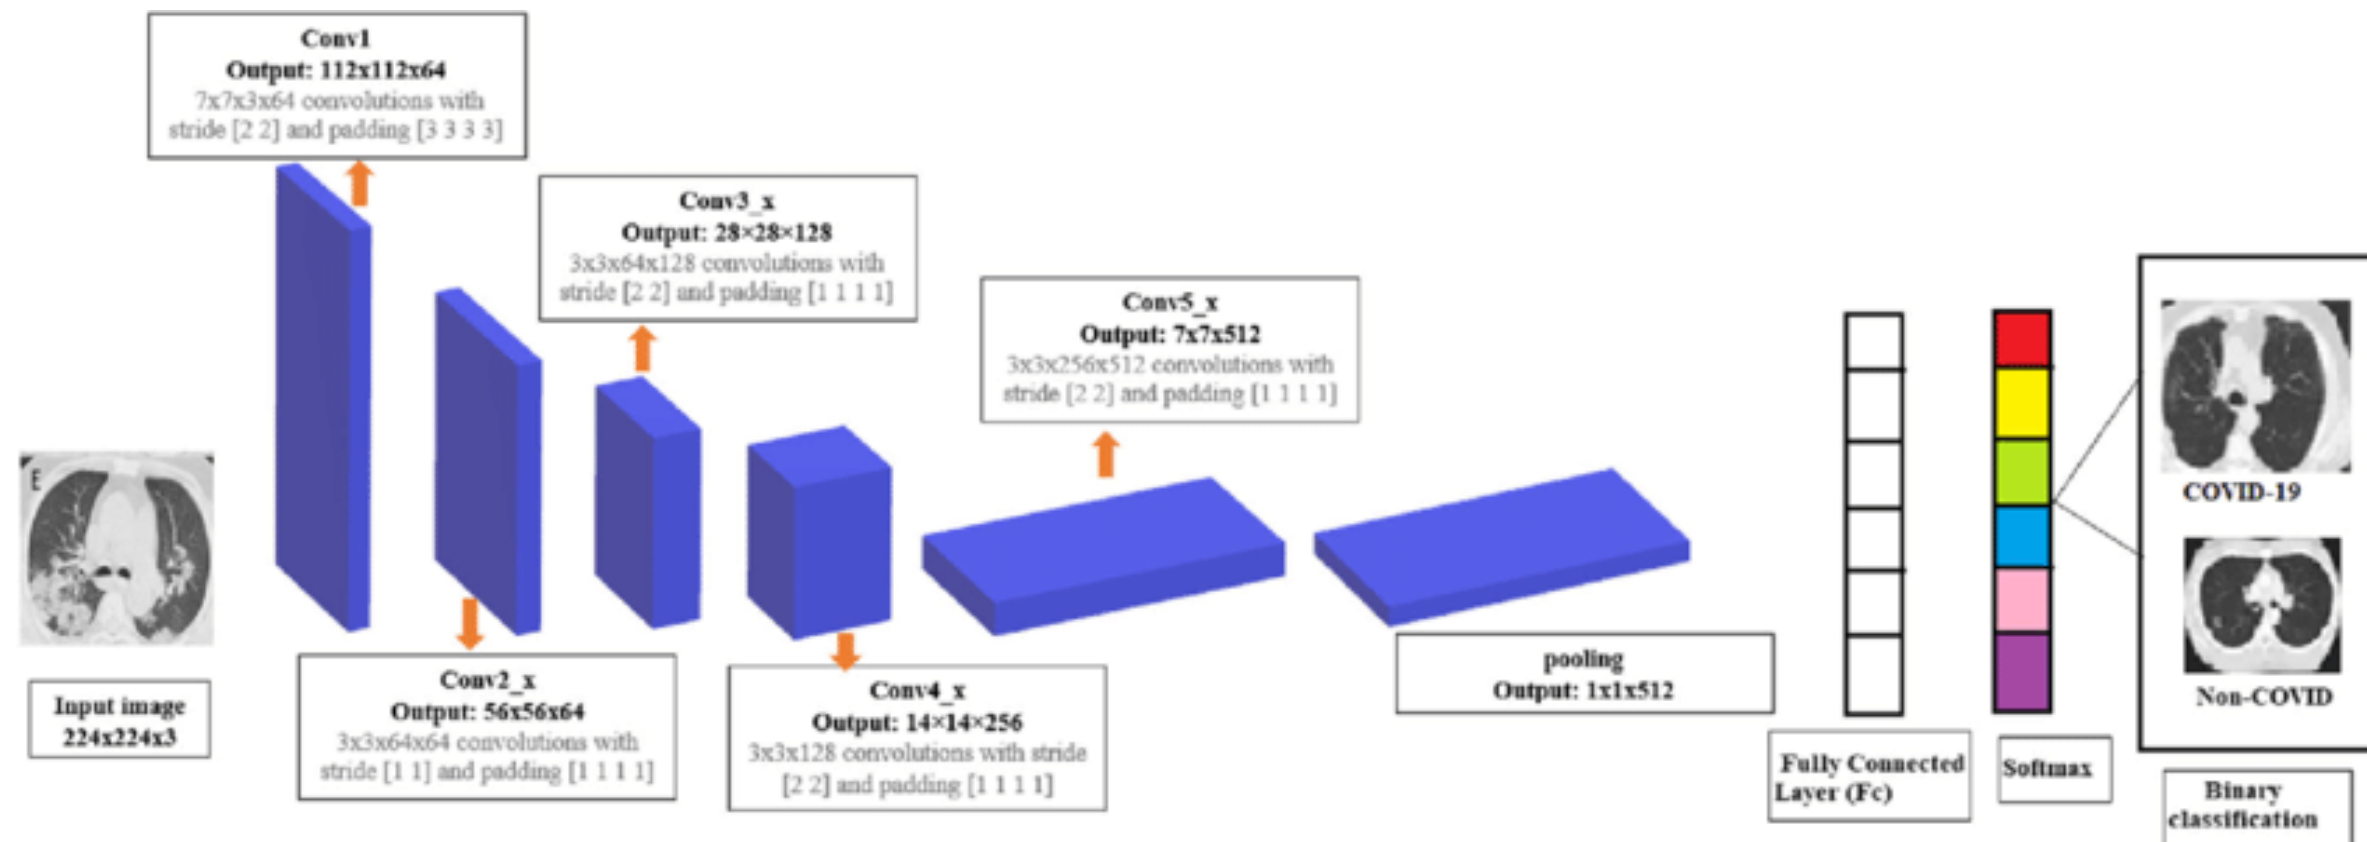 Conv1
Output: 112x112x64
7x7x3x64 convolutions with
stride [2 2] and padding [3 3 3 3]
Conv3_x
Output: 28×28×128
3x3x64x128 convolutions with
stride [2 2] and padding [1 1 1 1]
Conv5_x
Output: 7x7x512
3x3x256x512 convolutions with
stride [2 2] and padding [1 1 1 1]
E
Input image
224x224x3
Conv2_x
Output: 56x56x64
3x3x64x64 convolutions with
stride [1 1] and padding [1 1 1 1]
Conv4_x
Output: 14×14×256
3x3x128 convolutions with stride
[2 2] and padding [1 1 1 1]
pooling
Output: 1x1x512
Fully Connected
Layer (Fc)
Softmax
COVID-19
Non-COVID
Binary
classification